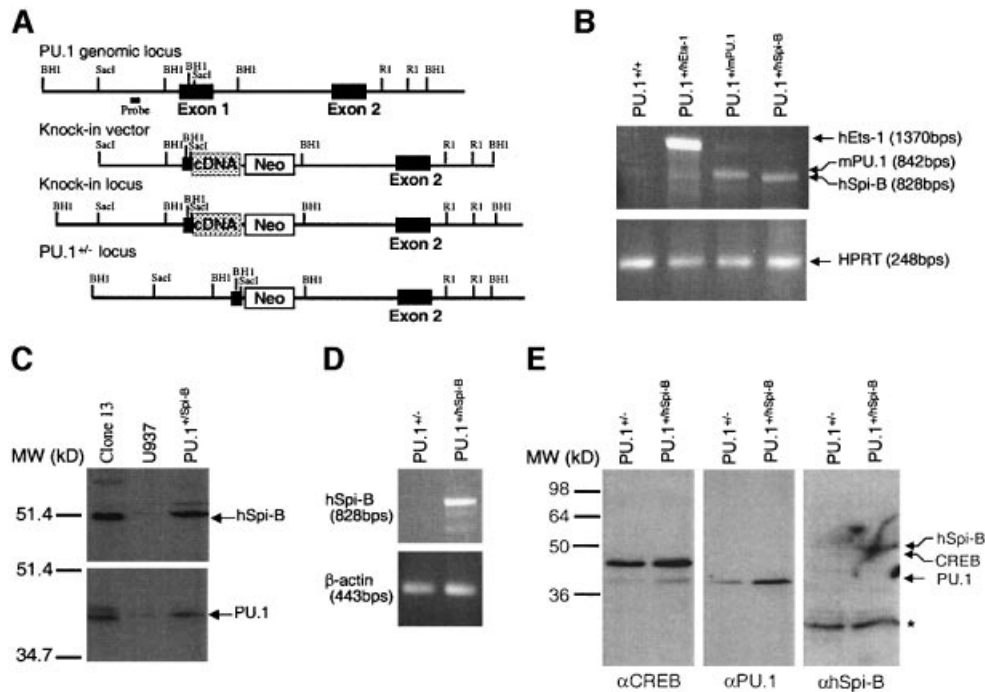 A
PU.1 genomic locus
BH1 SacI BH1 BH1 SacI BH1 R1 R1 BH1
Probe Exon 1 Exon 2
Knock-in vector
SacI BH1 SacI BH1 R1 R1 BH1
cDNA Neo
Exon 2
Knock-in locus
BH1 SacI BH1 BH1 SacI BH1 R1 R1 BH1
cDNA Neo
Exon 2
PU.1+/- locus
BH1 SacI BH1 BH1 SacI BH1 R1 R1 BH1
Neo
Exon 2
B
PU.1+/+ PU.1+/hEts-1 PU.1+/mPU.1 PU.1+/hSpi-B
hEts-1 (1370bps)
mPU.1 (842bps)
hSpi-B (828bps)
HPRT (248bps)
C
MW (kD) Clone 13 U937 PU.1+/Spi-B
51.4 hSpi-B
51.4
PU.1
34.7
D
PU.1+/- PU.1+/hSpi-B
hSpi-B
(828bps)
β-actin
(443bps)
E
MW (kD) PU.1+/- PU.1+/hSpi-B PU.1+/- PU.1+/hSpi-B PU.1+/- PU.1+/hSpi-B
98
64
50
36
hSpi-B
CREB
PU.1
*
αCREB αPU.1 αhSpi-B